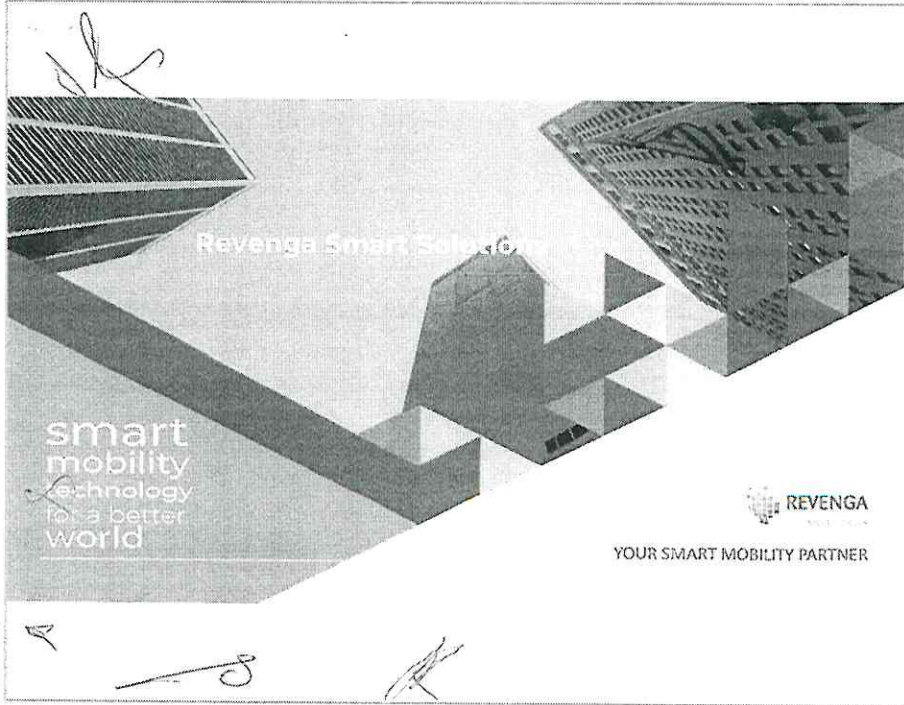 Revenga Smart Solutions
smart
mobility
technology
for a better
world
REVENGA
YOUR SMART MOBILITY PARTNER